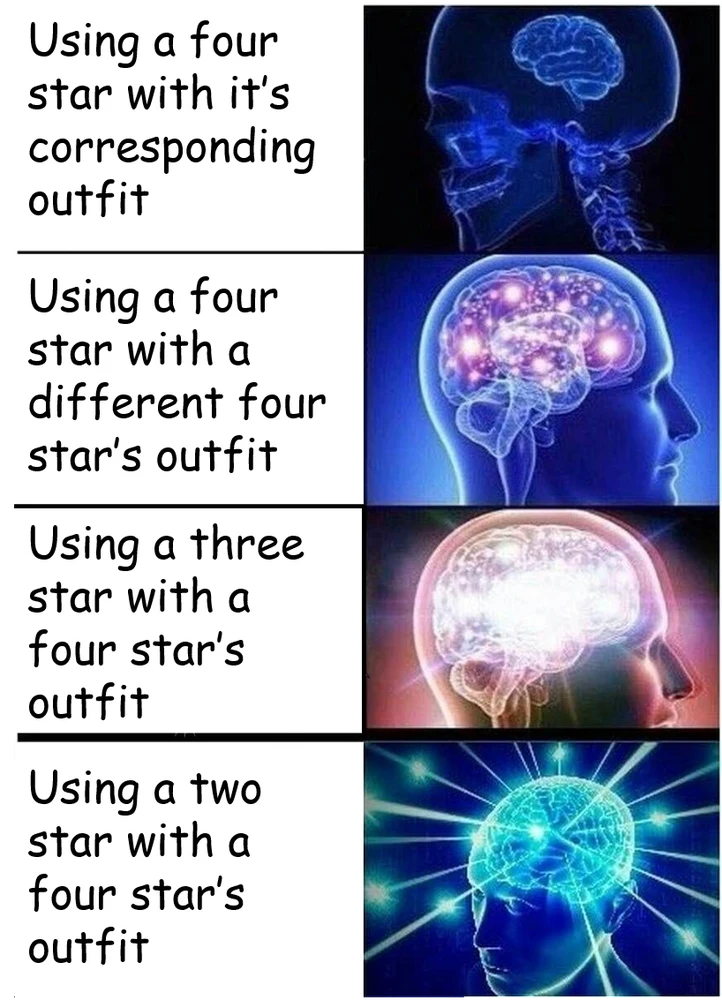 Using a four
star with it's
corresponding
outfit
Using a four
star with a
different four
star's outfit
Using a three
star with a
four star's
outfit
Using a two
star with a
four star's
outfit